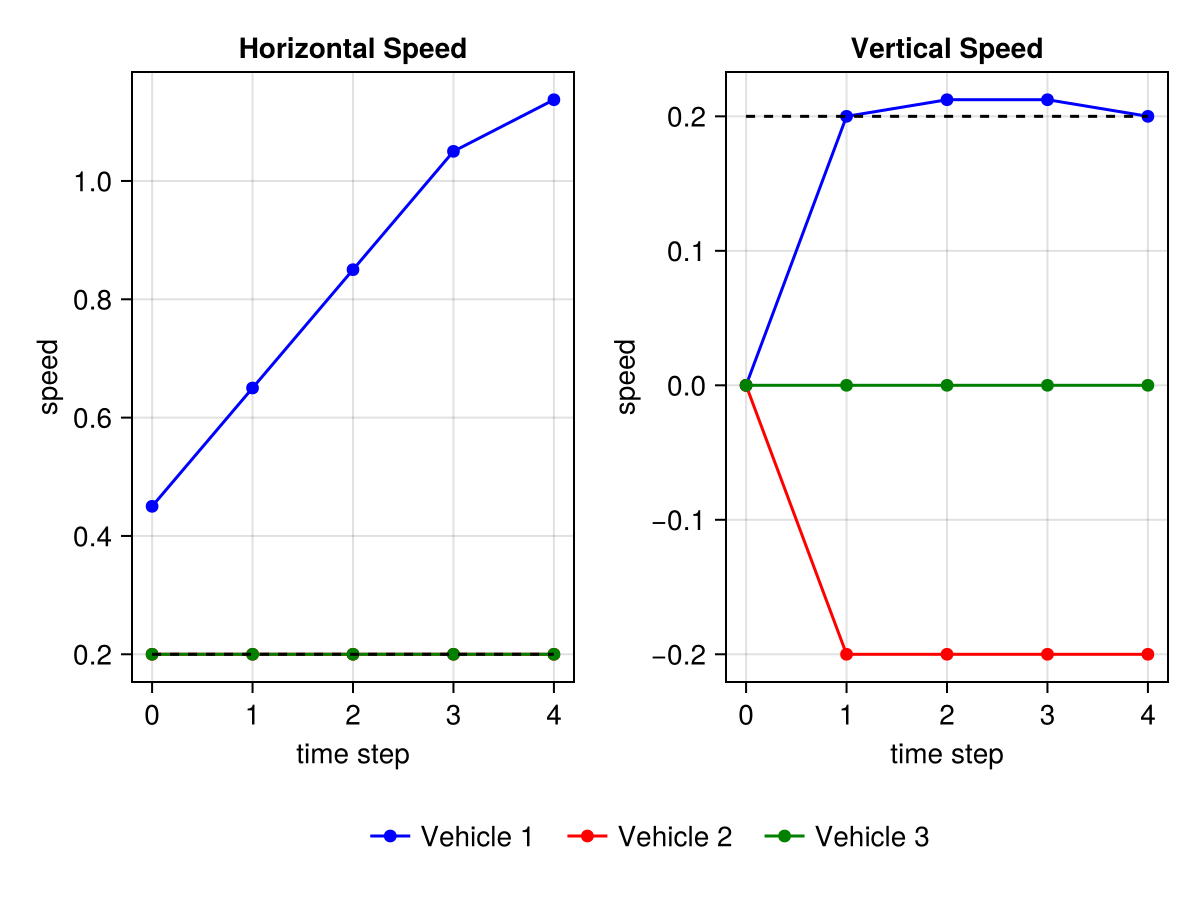 Horizontal Speed
speed
1.0
0.8
0.6
0.4
0.2
0 1 2 3 4
time step
Vertical Speed
speed
0.2
0.1
0.0
−0.1
−0.2
0 1 2 3 4
time step
Vehicle 1 Vehicle 2 Vehicle 3